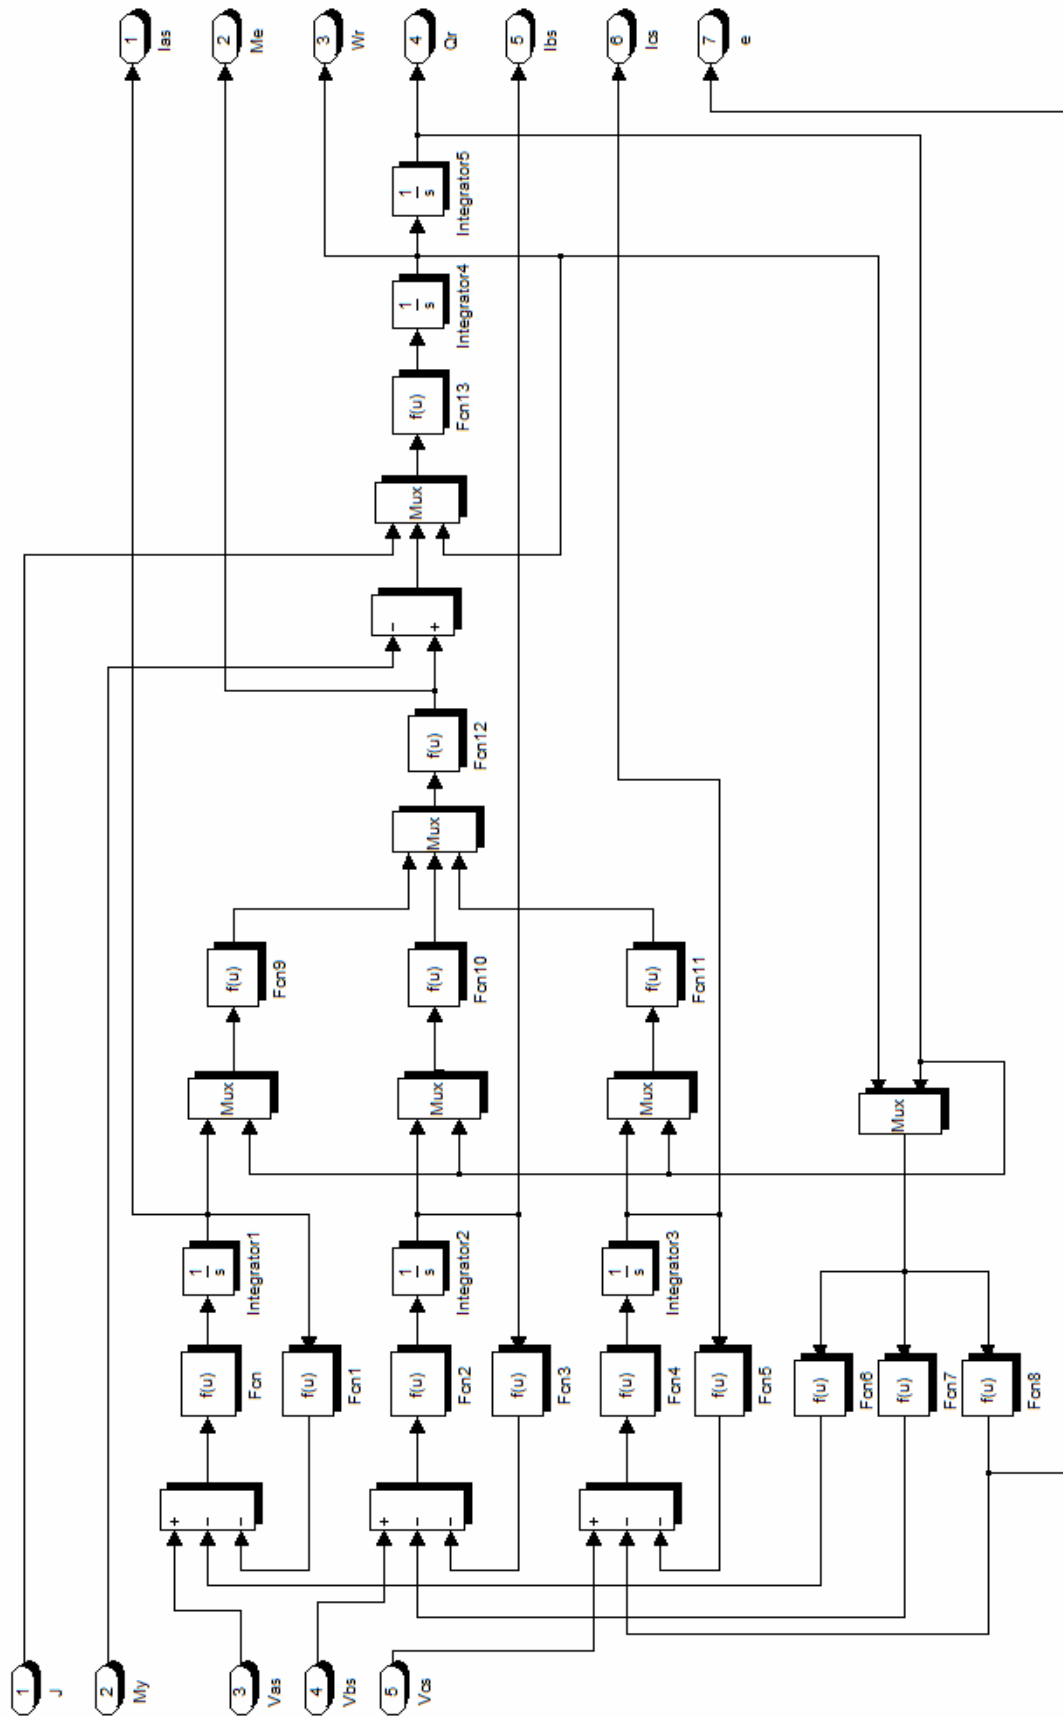 1
J
2
My
1
Ias
3
Vas
+
-
-
f(u)
Fcn
1
s
Integrator1
f(u)
Fcn1
Mux
f(u)
Fcn9
2
Me
4
Vbs
+
-
-
f(u)
Fcn2
1
s
Integrator2
f(u)
Fcn3
Mux
f(u)
Fcn10
Mux
f(u)
Fcn12
-
+
Mux
f(u)
Fcn13
1
s
Integrator4
1
s
Integrator5
3
Wr
4
Qr
5
Ibs
5
Vcs
+
-
-
f(u)
Fcn4
1
s
Integrator3
f(u)
Fcn5
Mux
f(u)
Fcn11
6
Ics
7
e
f(u)
Fcn6
f(u)
Fcn7
f(u)
Fcn8
Mux